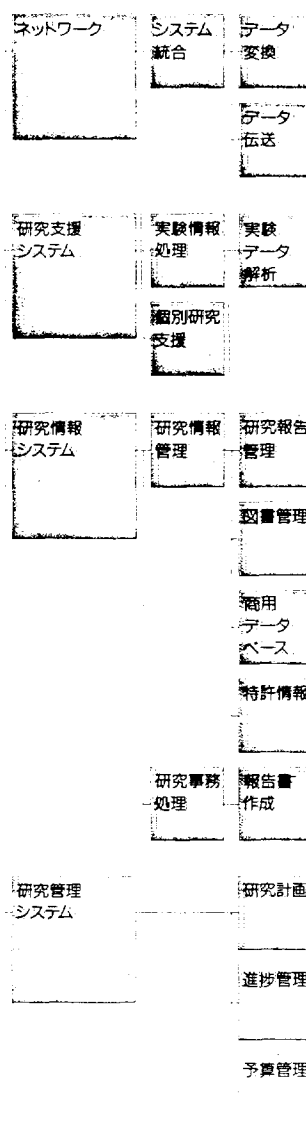 ネットワーク
システム
統合
データ
変換
データ
伝送
研究支援
システム
実験情報
処理
実験
データ
解析
個別研究
支援
研究情報
システム
研究情報
管理
研究報告
管理
図書管理
商用
データ
ベース
特許情報
研究事務
処理
報告書
作成
研究管理
システム
研究計画
進捗管理
予算管理